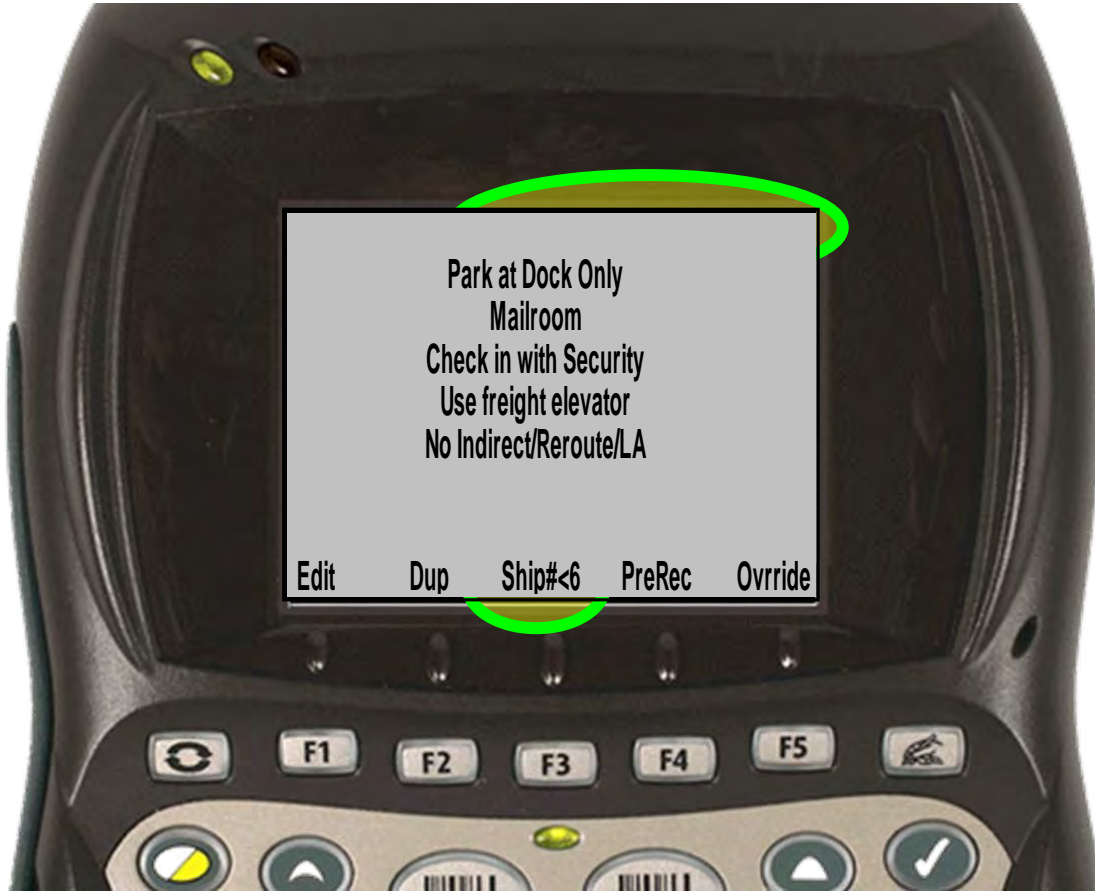 Park at Dock Only
Mailroom
Check in with Security
Use freight elevator
No Indirect/Reroute/LA
Edit Dup Ship#<6 PreRec Ovrride
F1 F2 F3 F4 F5